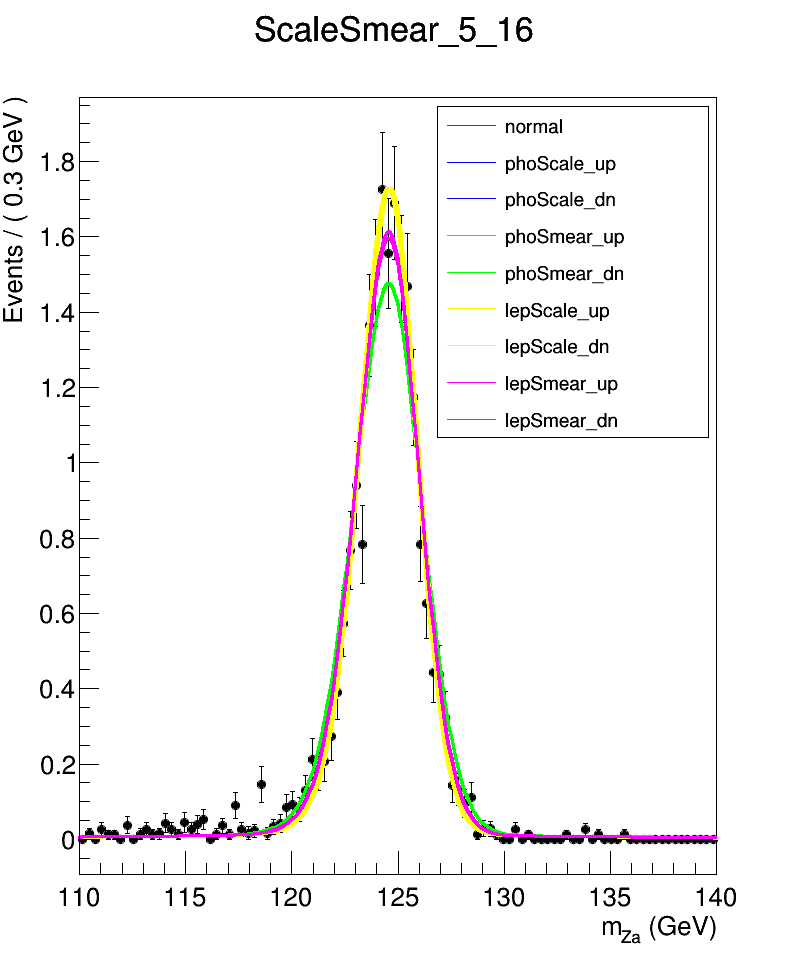 ScaleSmear_5_16
Events / ( 0.3 GeV )
1.8
1.6
1.4
1.2
1
0.8
0.6
0.4
0.2
0
normal
phoScale_up
phoScale_dn
phoSmear_up
phoSmear_dn
lepScale_up
lepScale_dn
lepSmear_up
lepSmear_dn
110 115 120 125 130 135 140
mZa (GeV)